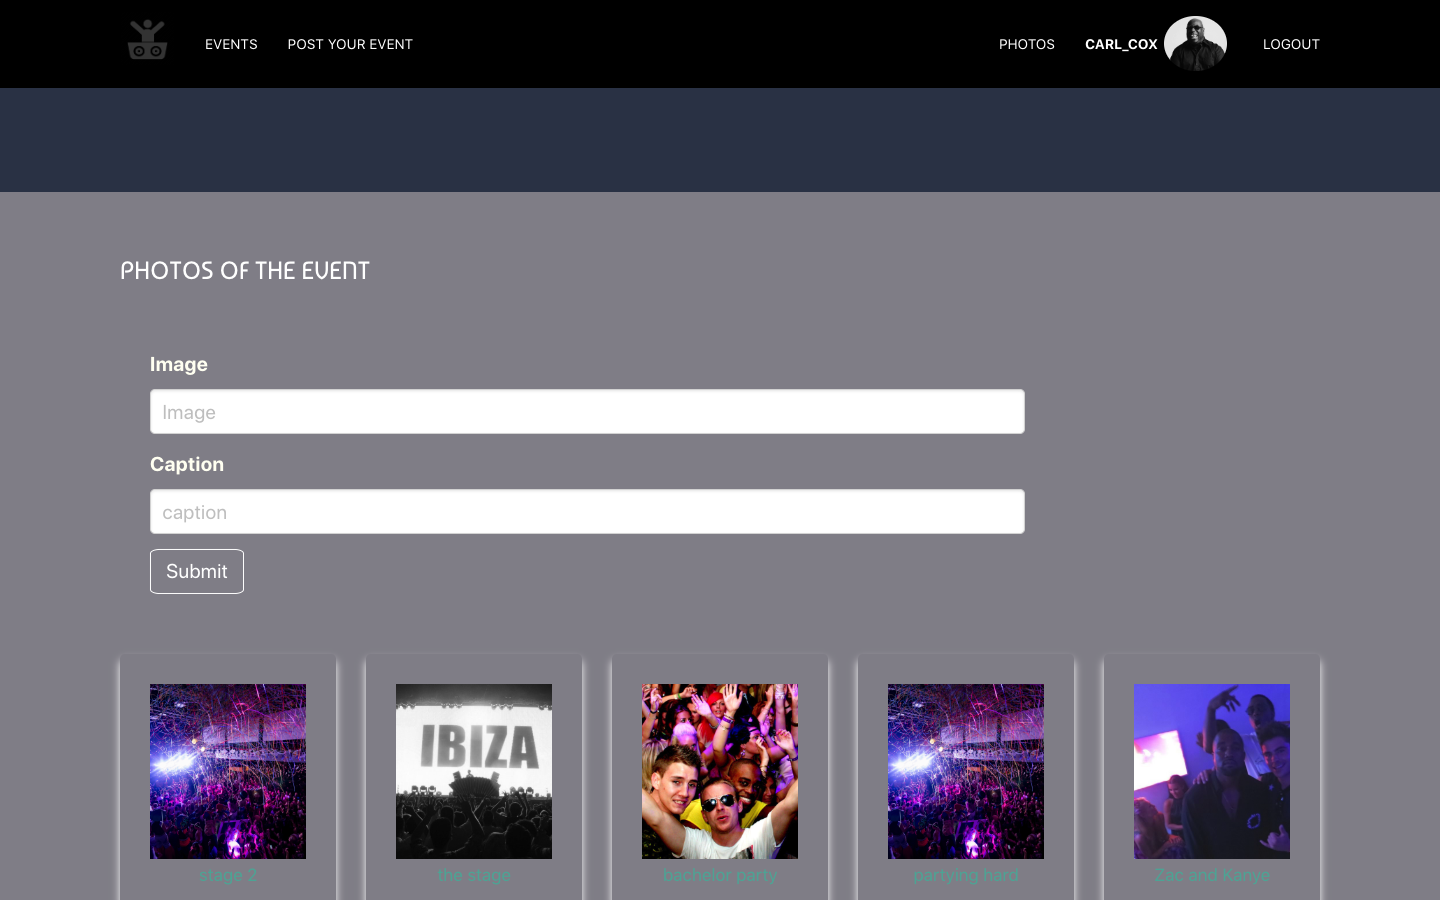 EVENTS
POST YOUR EVENT
PHOTOS
CARL_COX
LOGOUT
PHOTOS OF THE EVENT
Image
Image
Caption
caption
Submit
IBIZA
stage 2
the stage
bachelor party
partying hard
Zac and Kanye